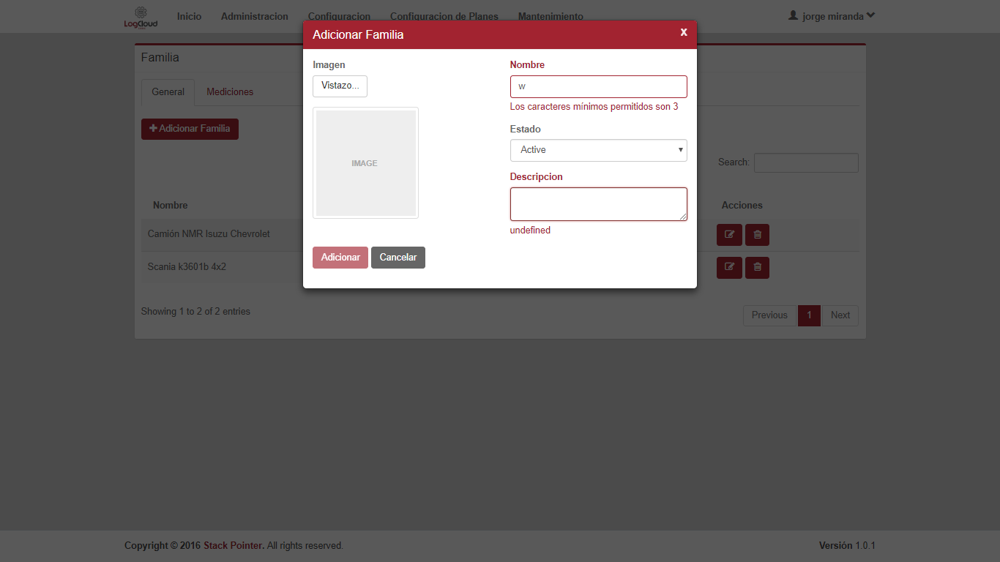 LogCloud
Inicio
Administracion
Configuracion
Configuracion de Planes
Mantenimiento
jorge miranda
Familia
General
Mediciones
Adicionar Familia
Search:
Nombre
Acciones
Camión NMR Isuzu Chevrolet
Scania k3601b 4x2
Showing 1 to 2 of 2 entries
Previous
1
Next
Adicionar Familia
x
Imagen
Vistazo...
IMAGE
Nombre
w
Los caracteres mínimos permitidos son 3
Estado
Active
Descripcion
undefined
Adicionar
Cancelar
Copyright © 2016 Stack Pointer. All rights reserved.
Versión 1.0.1